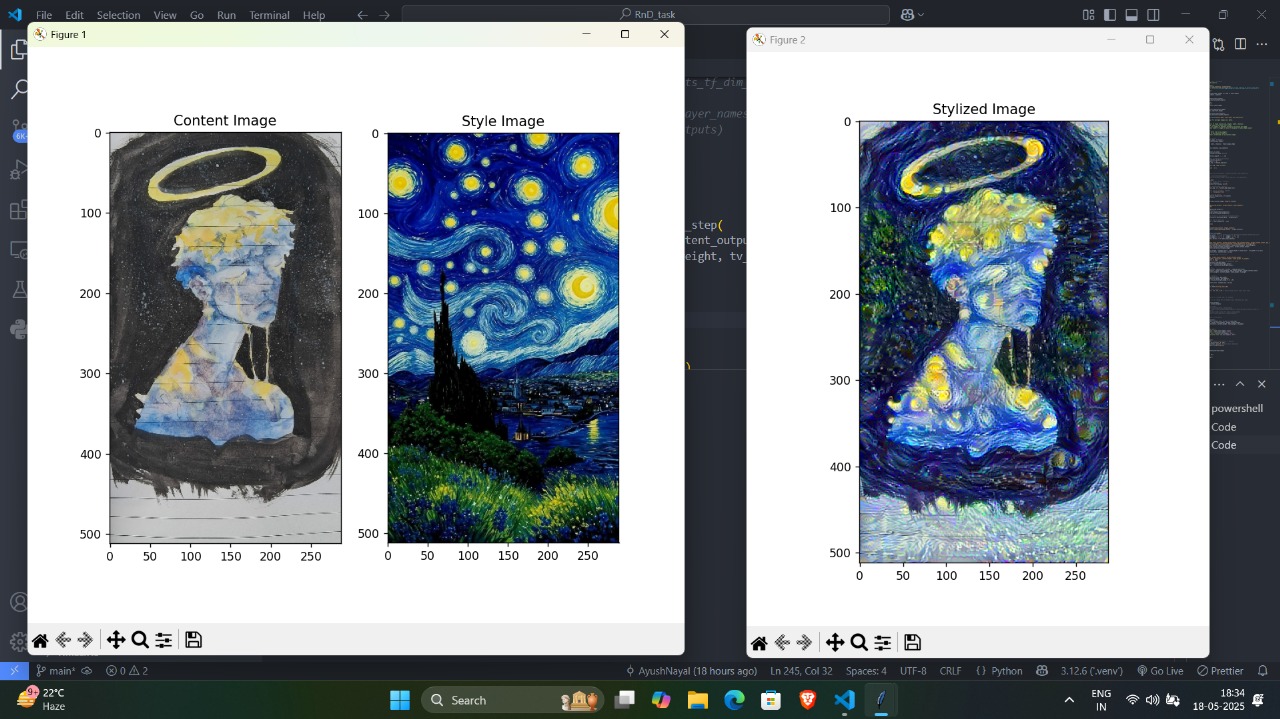 File Edit Selection View Go Run Terminal Help RnD_task
Figure 1
Figure 2
Content Image
Style Image
Stylized Image
0
100
200
300
400
500
0 50 100 150 200 250
0
100
200
300
400
500
0 50 100 150 200 250
0
100
200
300
400
500
0 50 100 150 200 250
ts_tf_dim_
ayer_names
tputs)
_step(
tent_outpu
eight, tv_
)
6K+
powershell
Code
Code
main* 0 2 AyushNayal (18 hours ago) Ln 245, Col 32 Spaces: 4 UTF-8 CRLF {} Python 3.12.6 ('.venv') Go Live Prettier
9+
22°C
Haze
Search
ENG
IN
18:34
18-05-2025